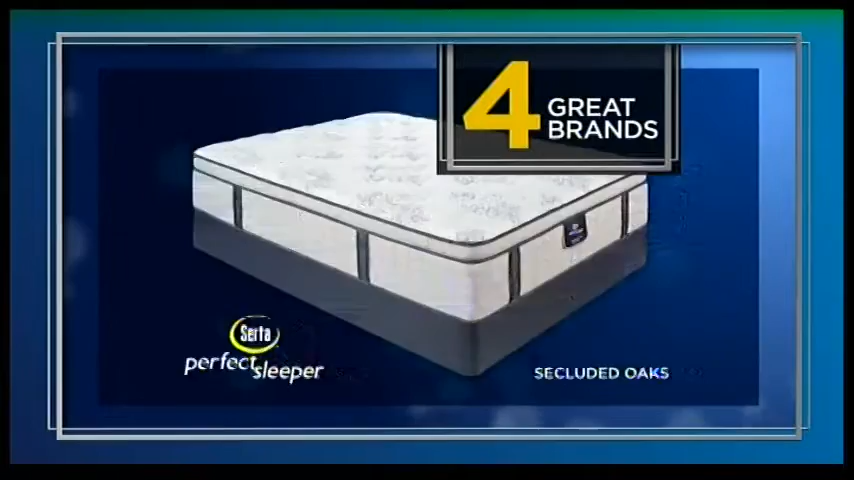 4 GREAT
BRANDS
Serta
perfect sleeper
SECLUDED OAKS